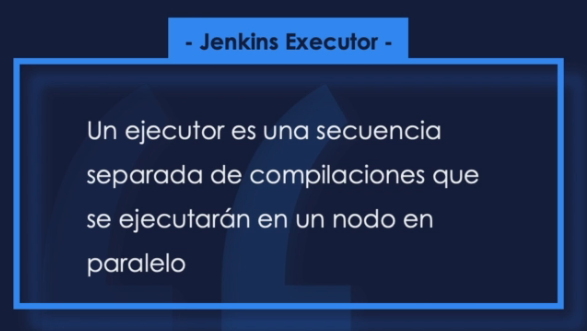 - Jenkins Executor -
Un ejecutor es una secuencia
separada de compilaciones que
se ejecutarán en un nodo en
paralelo